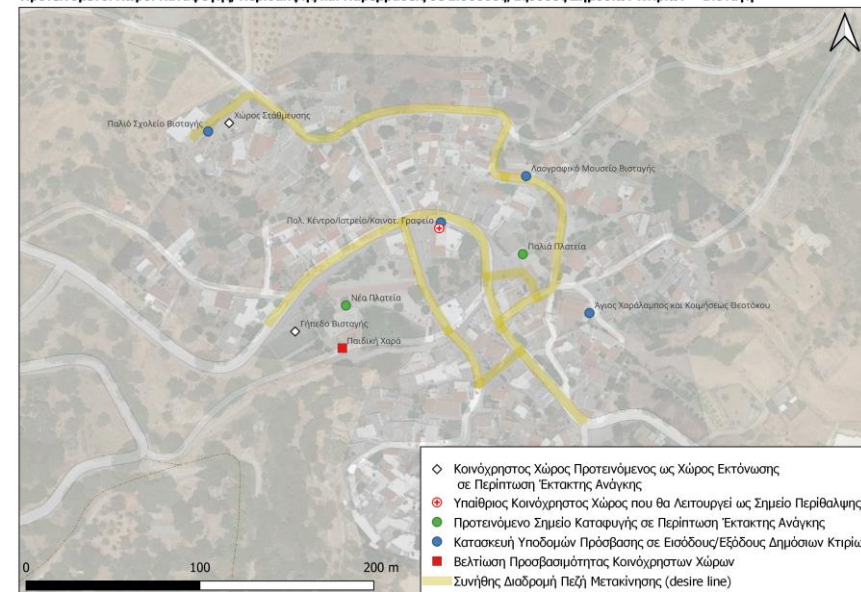 Παλιό Σχολείο Βισταγής
Χώρος Στάθμευσης
Λαογραφικό Μουσείο Βισταγής
Πολ. Κέντρο/Ιατρείο/Κοινοτ. Γραφείο
Παλιά Πλατεία
Νέα Πλατεία
Άγιος Χαράλαμπος και Κοιμήσεως Θεοτόκου
Γήπεδο Βισταγής
Παιδική Χαρά
Κοινόχρηστος Χώρος Προτεινόμενος ως Χώρος Εκτόνωσης
σε Περίπτωση Έκτακτης Ανάγκης
Υπαίθριος Κοινόχρηστος Χώρος που θα Λειτουργεί ως Σημείο Περίθαλψης
Προτεινόμενο Σημείο Καταφυγής σε Περίπτωση Έκτακτης Ανάγκης
Κατασκευή Υποδομών Πρόσβασης σε Εισόδους/Εξόδους Δημόσιων Κτιρίω
Βελτίωση Προσβασιμότητας Κοινόχρηστων Χώρων
Συνήθης Διαδρομή Πεζή Μετακίνησης (desire line)
0 100 200 m